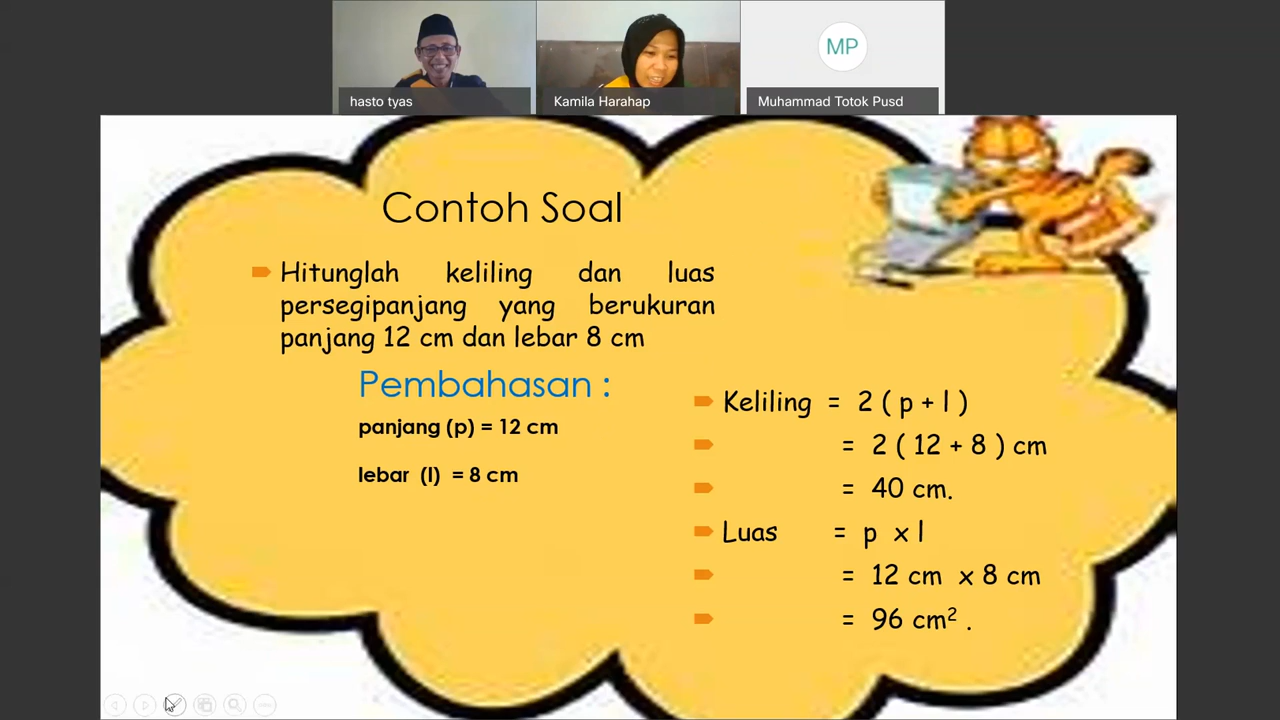 hasto tyas
Kamila Harahap
MP
Muhammad Totok Pusd
Contoh Soal
Hitunglah keliling dan luas
persegipanjang yang berukuran
panjang 12 cm dan lebar 8 cm
Pembahasan :
panjang (p) = 12 cm
lebar (l) = 8 cm
Keliling = 2 ( p + l )
= 2 ( 12 + 8 ) cm
= 40 cm.
Luas = p x l
= 12 cm x 8 cm
= 96 cm² .